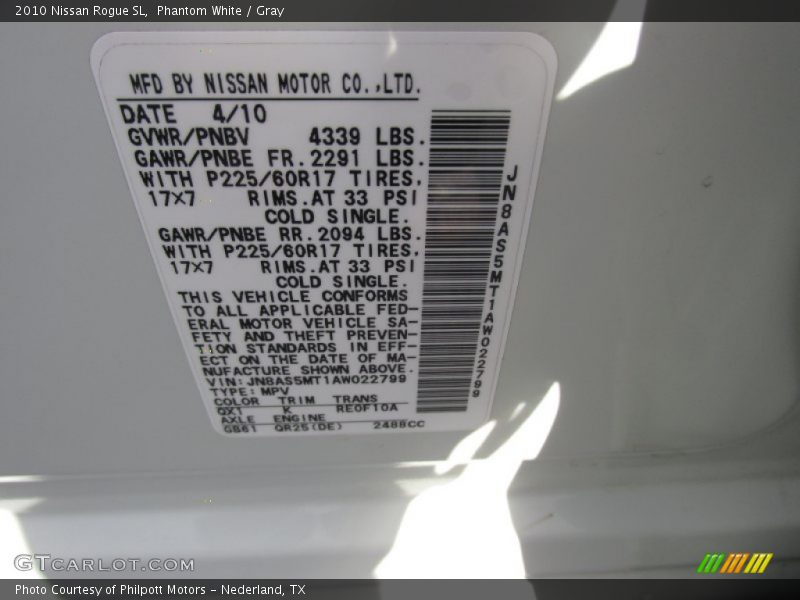 2010 Nissan Rogue SL, Phantom White / Gray
MFD BY NISSAN MOTOR CO.,LTD.
DATE 4/10
GVWR/PNBV 4339 LBS.
GAWR/PNBE FR. 2291 LBS.
WITH P225/60R17 TIRES,
17×7 RIMS.AT 33 PSI
COLD SINGLE.
GAWR/PNBE RR. 2094 LBS.
WITH P225/60R17 TIRES,
17×7 RIMS.AT 33 PSI
COLD SINGLE.
THIS VEHICLE CONFORMS
TO ALL APPLICABLE FED-
ERAL MOTOR VEHICLE SA-
FETY AND THEFT PREVEN-
TION STANDARDS IN EFF-
ECT ON THE DATE OF MA-
NUFACTURE SHOWN ABOVE.
VIN: JN8AS5MT1AW022799
TYPE: MPV
COLOR TRIM TRANS
QX1 K RE0F10A
AXLE ENGINE
GB61 QR25(DE) 2488CC
JN8AS5MT1AW022799
GTCARLOT.COM
Photo Courtesy of Philpott Motors - Nederland, TX